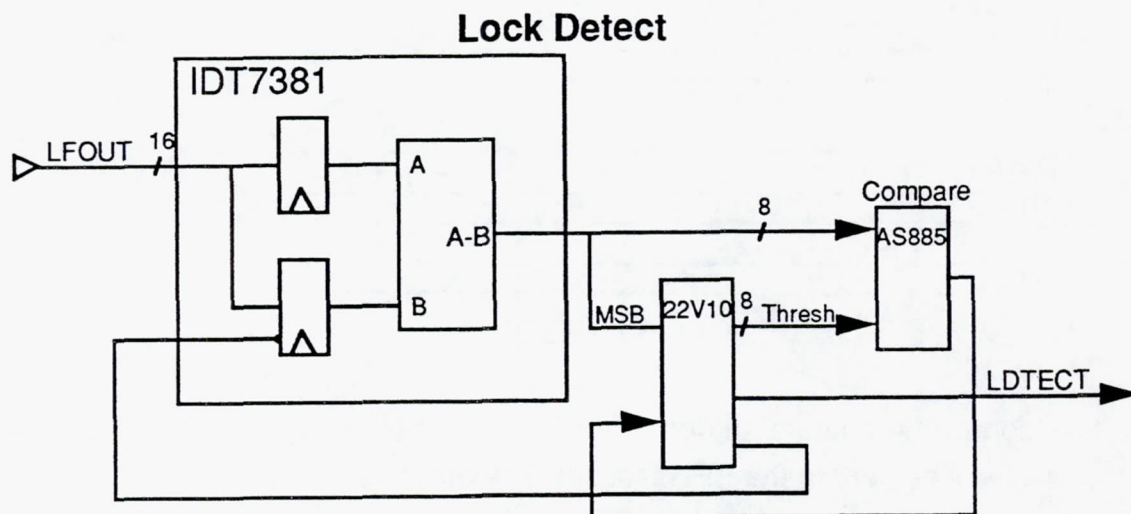 Lock Detect
IDT7381
LFOUT
16
A
A-B
B
8
Compare
AS885
MSB
22V10
8
Thresh
LDTECT